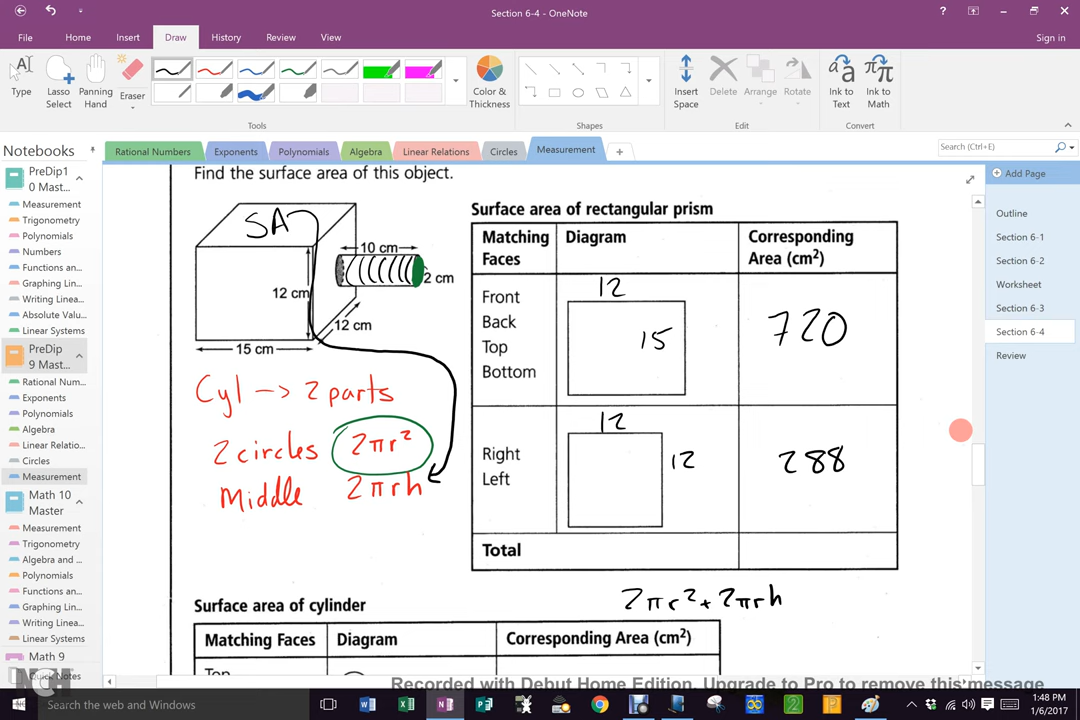 Section 6-4 - OneNote
?
Sign in
File Home Insert Draw History Review View
Type
Lasso Select
Panning Hand
Eraser
Color & Thickness
Insert Space
Delete
Arrange
Rotate
Ink to Text
Ink to Math
Tools
Shapes
Edit
Convert
Notebooks
Rational Numbers Exponents Polynomials Algebra Linear Relations Circles Measurement +
Search (Ctrl+E)
PreDip1
0 Mast...
Measurement
Trigonometry
Polynomials
Numbers
Functions and
Graphing Lin...
Writing Linea...
Absolute Valu...
Linear Systems
PreDip
9 Mast...
Rational Num...
Exponents
Polynomials
Algebra
Linear Relatio...
Circles
Measurement
Math 10
Master
Measurement
Trigonometry
Algebra and ...
Polynomials
Functions an...
Graphing Lin...
Writing Linea...
Linear Systems
Math 9
Quick Notes
NCH
Add Page
Outline
Section 6-1
Section 6-2
Worksheet
Section 6-3
Section 6-4
Review
Find the surface area of this object.
SA
10 cm
2 cm
12 cm
12 cm
15 cm
Cyl → 2 parts
2 circles 2πr²
Middle 2πrh
Surface area of rectangular prism
Matching Faces
Diagram
Corresponding Area (cm²)
Front
Back
Top
Bottom
12
15
720
Right
Left
12
12
288
Total
2πr² + 2πrh
Surface area of cylinder
Matching Faces Diagram Corresponding Area (cm²)
Top
Recorded with Debut Home Edition. Upgrade to Pro to remove this message
Search the web and Windows
1:48 PM
1/6/2017